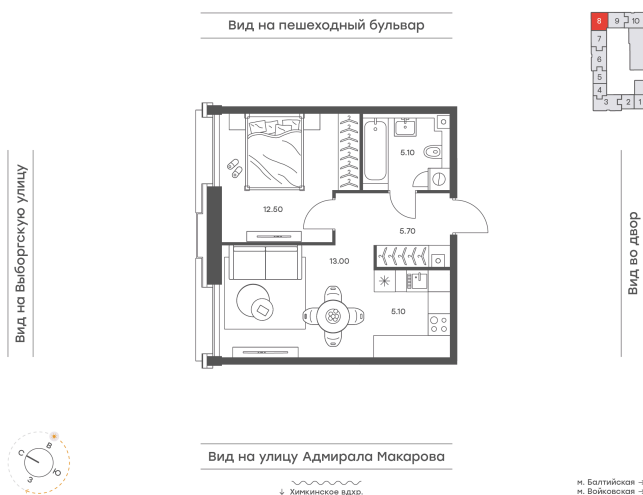 Вид на пешеходный бульвар
8 9 10
7
6
5
4
3 2 1
Вид на Выборгскую улицу
Вид во двор
5.10
12.50
5.70
13.00
5.10
Вид на улицу Адмирала Макарова
С В Ю З
↓ Химкинское вдхр.
м. Балтийская
м. Войковская